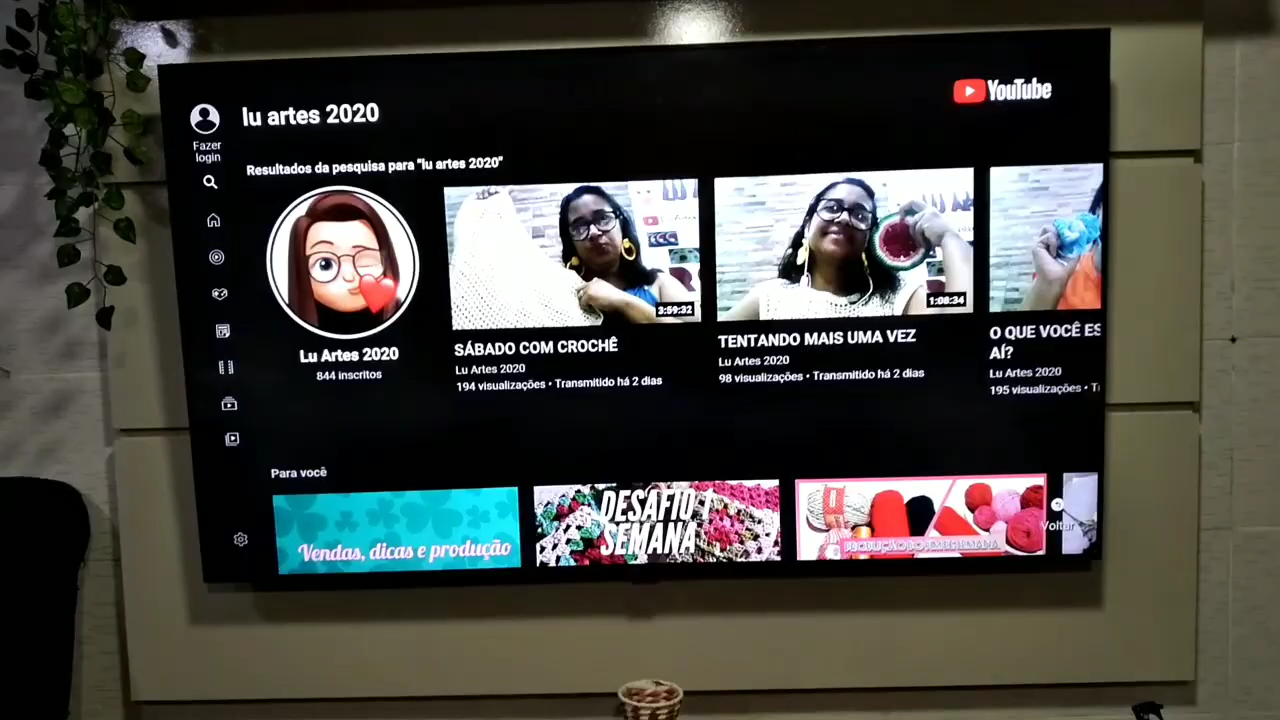 lu artes 2020
YouTube
Fazer
login
Resultados da pesquisa para "lu artes 2020"
3:59:32
1:08:34
Lu Artes 2020
844 inscritos
SÁBADO COM CROCHÊ
Lu Artes 2020
194 visualizações • Transmitido há 2 dias
TENTANDO MAIS UMA VEZ
Lu Artes 2020
98 visualizações • Transmitido há 2 dias
O QUE VOCÊ ES
AÍ?
Lu Artes 2020
195 visualizações • T
Para você
Vendas, dicas e produção
DESAFIO 1
SEMANA
Voltar